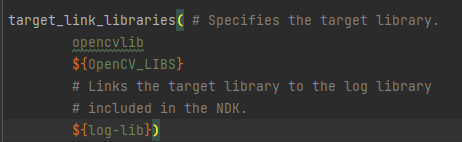 target_link_libraries( # Specifies the target library.
opencvlib
${OpenCV_LIBS}
# Links the target library to the log library
# included in the NDK.
${log-lib})